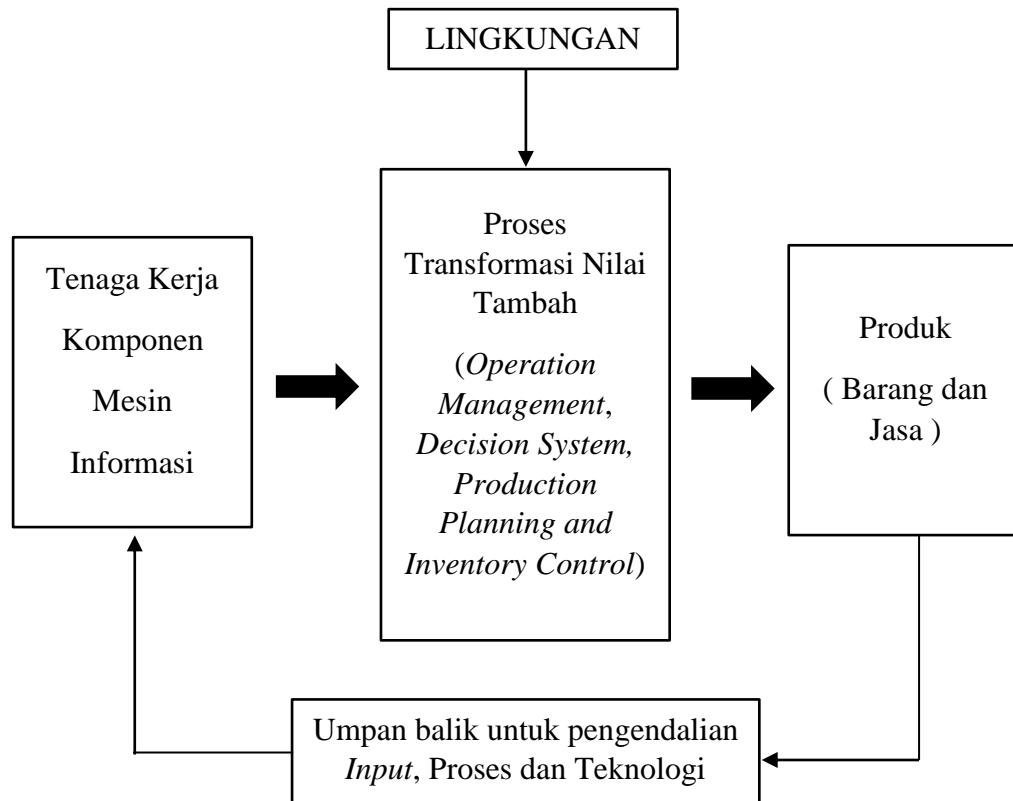 LINGKUNGAN
Tenaga Kerja
Komponen
Mesin
Informasi
Proses
Transformasi Nilai
Tambah
(Operation
Management,
Decision System,
Production
Planning and
Inventory Control)
Produk
( Barang dan
Jasa )
Umpan balik untuk pengendalian
Input, Proses dan Teknologi